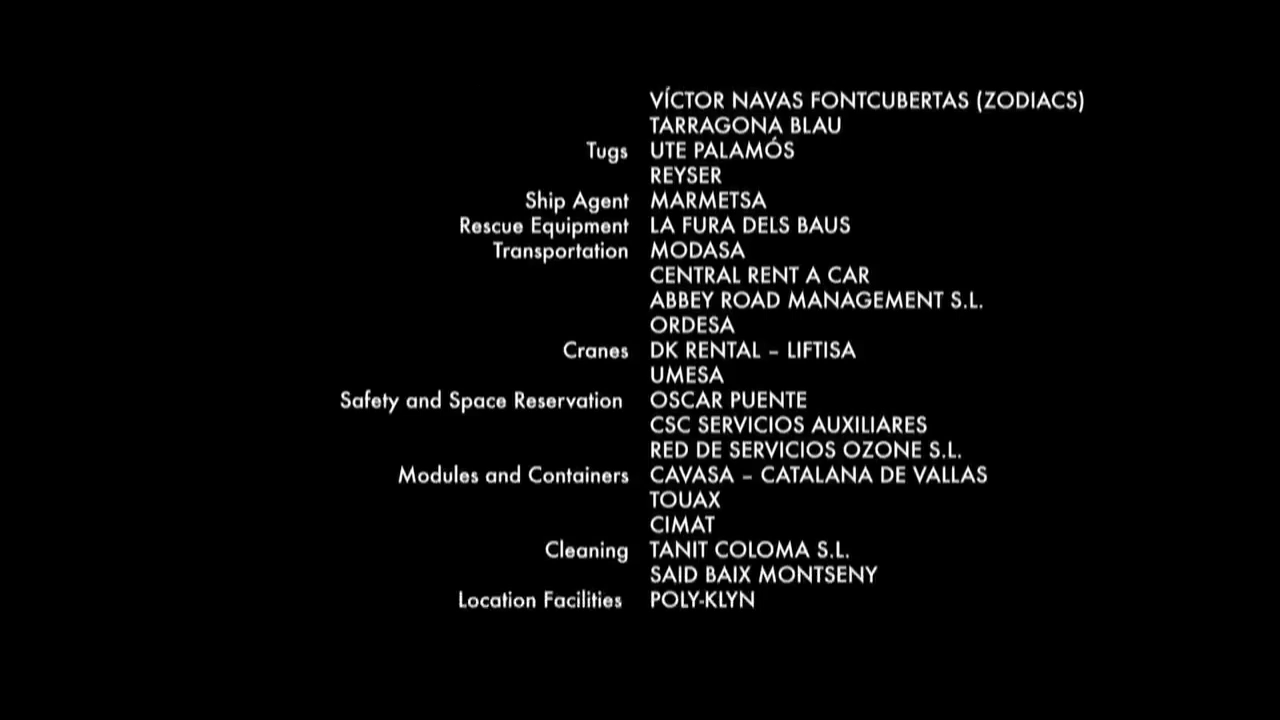 VÍCTOR NAVAS FONTCUBERTAS (ZODIACS)
TARRAGONA BLAU
Tugs UTE PALAMÓS
REYSER
Ship Agent MARMETSA
Rescue Equipment LA FURA DELS BAUS
Transportation MODASA
CENTRAL RENT A CAR
ABBEY ROAD MANAGEMENT S.L.
ORDESA
Cranes DK RENTAL – LIFTISA
UMESA
Safety and Space Reservation OSCAR PUENTE
CSC SERVICIOS AUXILIARES
RED DE SERVICIOS OZONE S.L.
Modules and Containers CAVASA – CATALANA DE VALLAS
TOUAX
CIMAT
Cleaning TANIT COLOMA S.L.
SAID BAIX MONTSENY
Location Facilities POLY-KLYN